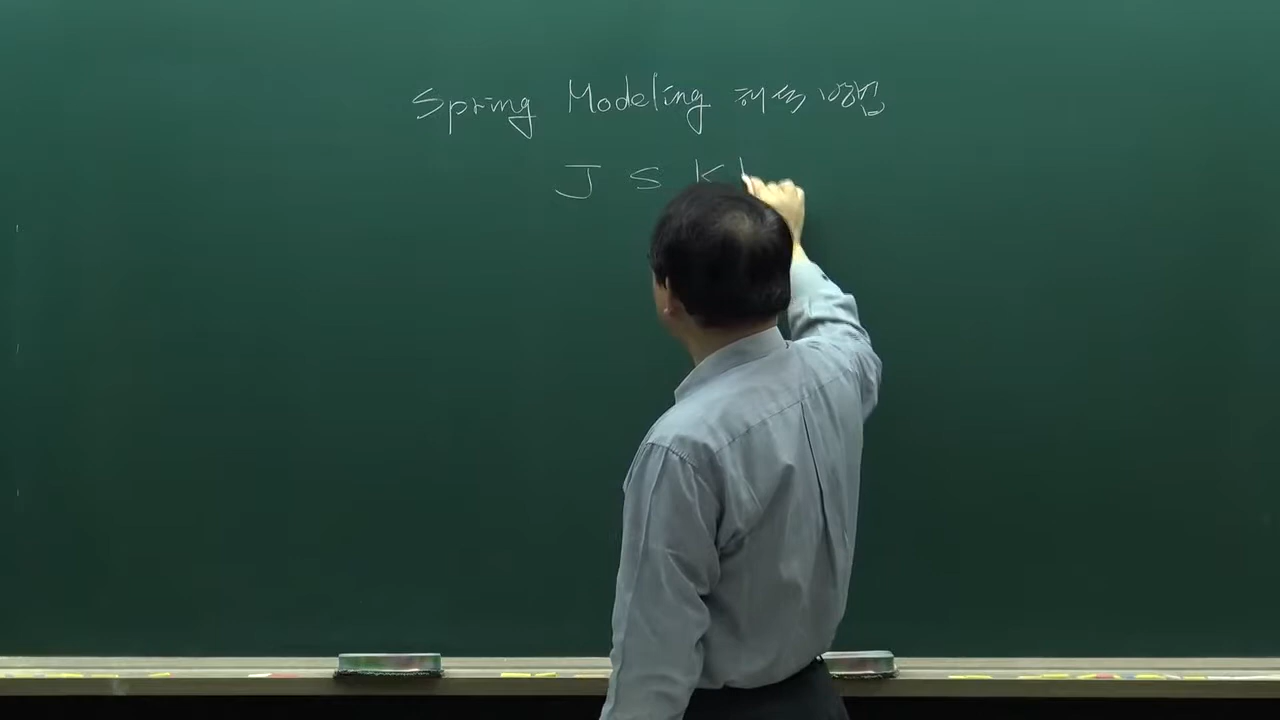 Spring Modeling 해석 방법
J S K